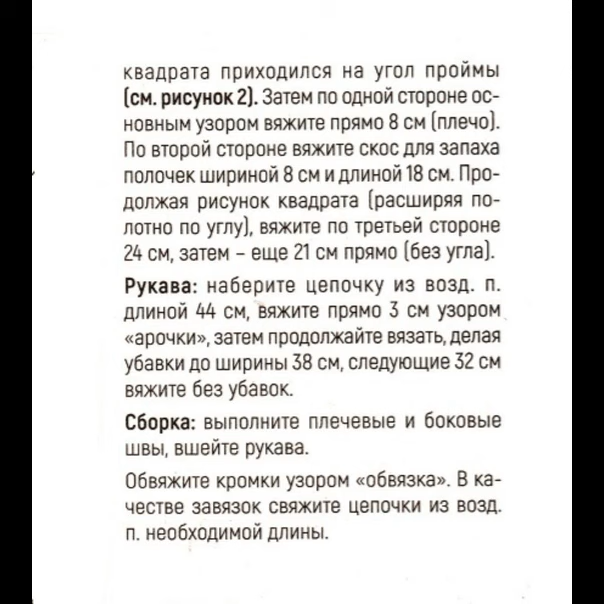 квадрата приходился на угол проймы
(см. рисунок 2). Затем по одной стороне ос-
новным узором вяжите прямо 8 см (плечо).
По второй стороне вяжите скос для запаха
полочек шириной 8 см и длиной 18 см. Про-
должая рисунок квадрата (расширяя по-
лотно по углу), вяжите по третьей стороне
24 см, затем – еще 21 см прямо (без угла).
Рукава: наберите цепочку из возд. п.
длиной 44 см, вяжите прямо 3 см узором
«арочки», затем продолжайте вязать, делая
убавки до ширины 38 см, следующие 32 см
вяжите без убавок.
Сборка: выполните плечевые и боковые
швы, вшейте рукава.
Обвяжите кромки узором «обвязка». В ка-
честве завязок свяжите цепочки из возд.
п. необходимой длины.